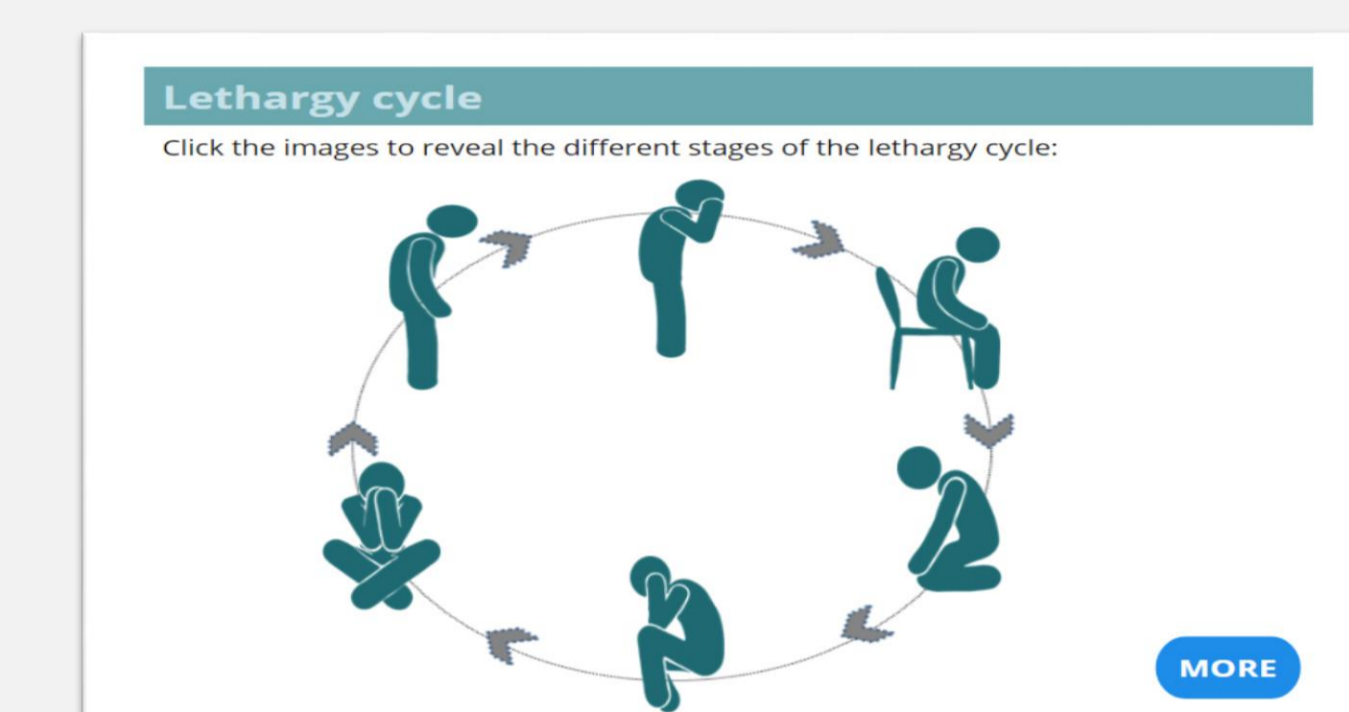 Lethargy cycle
Click the images to reveal the different stages of the lethargy cycle:
MORE